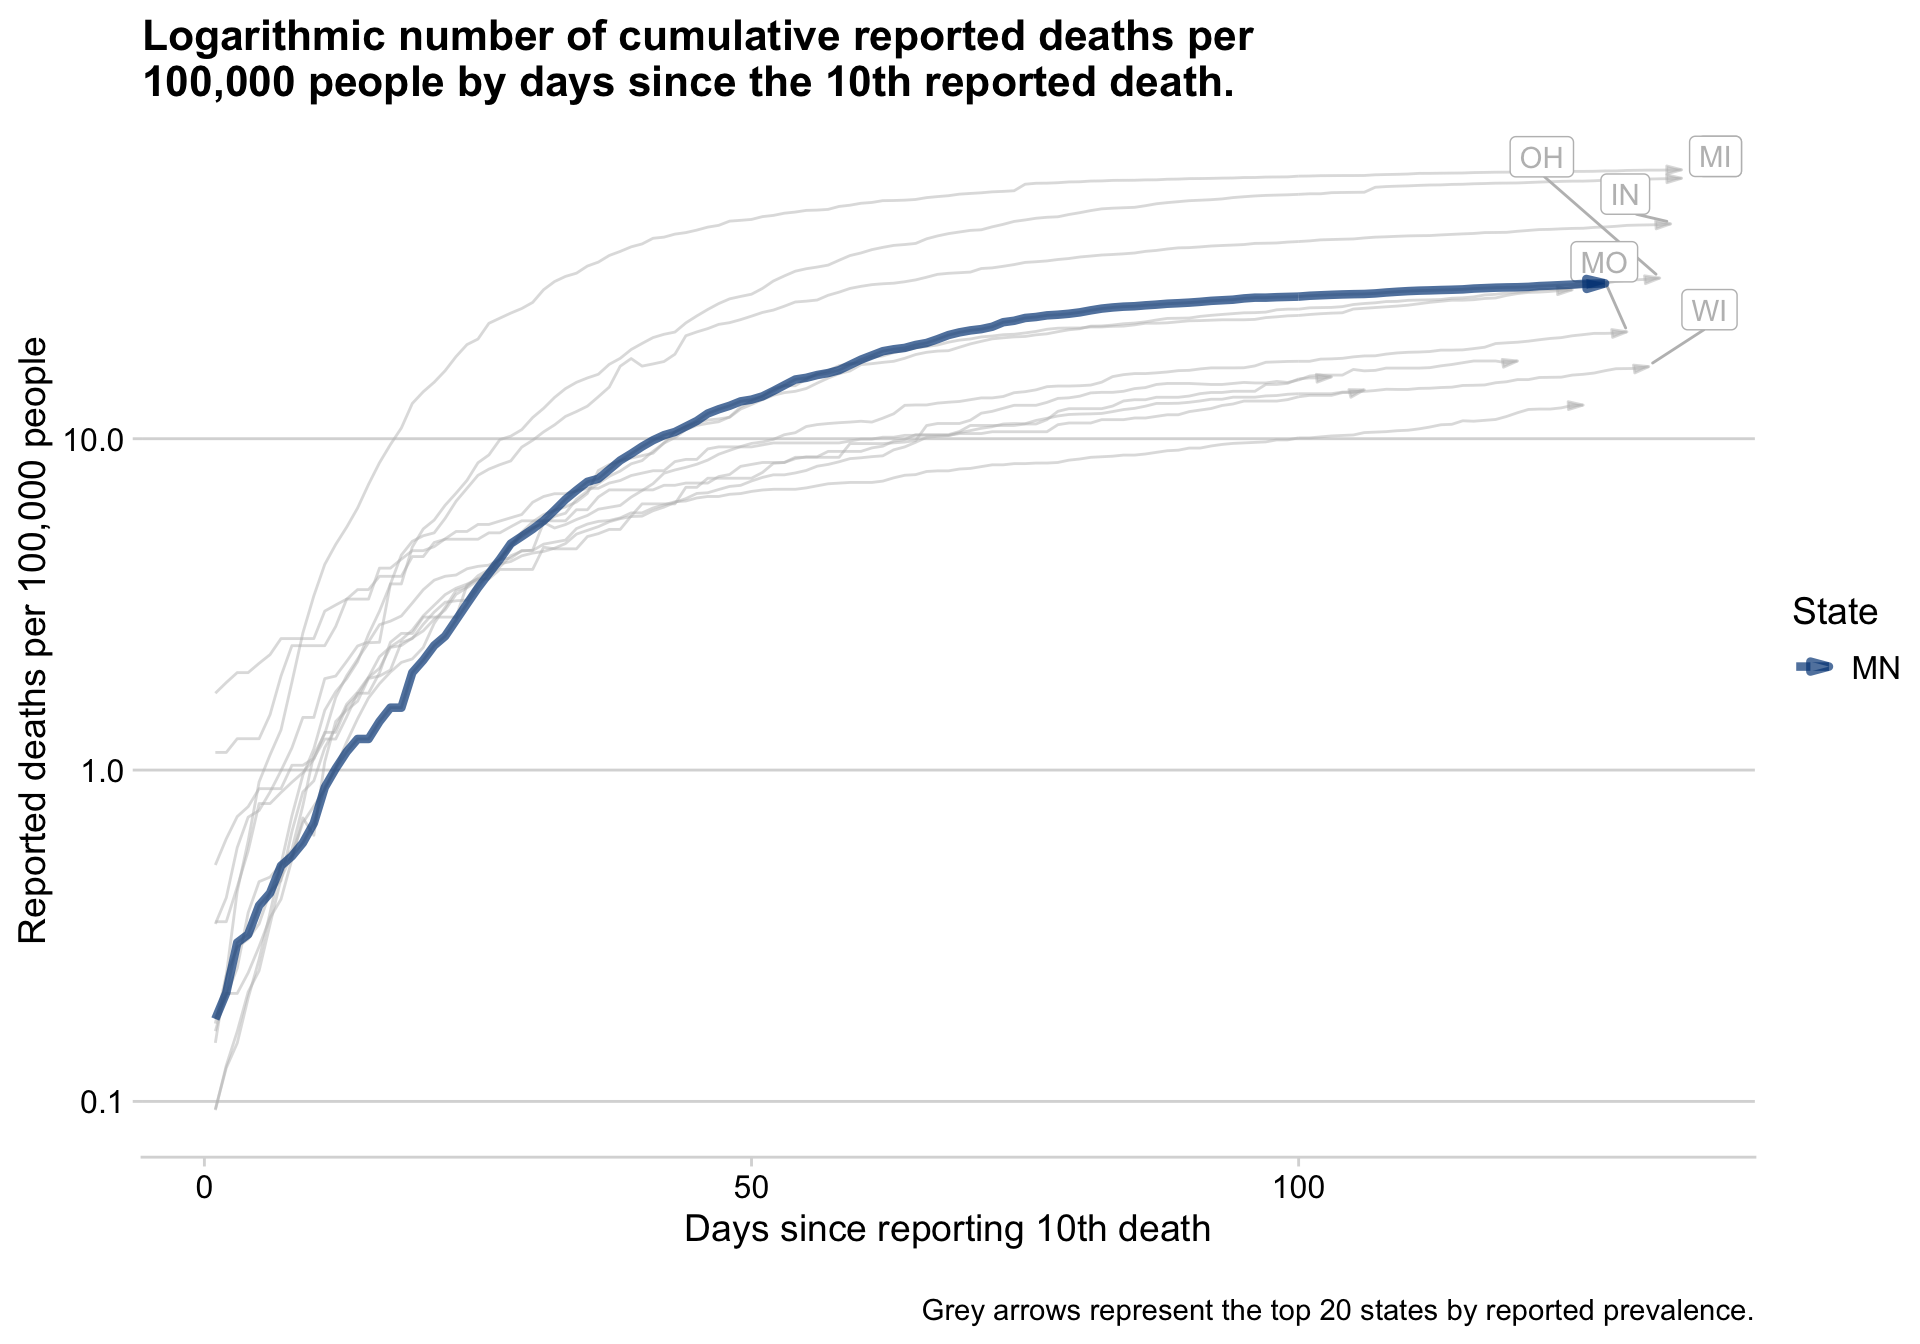 Logarithmic number of cumulative reported deaths per
100,000 people by days since the 10th reported death.
OH
MI
IN
MO
WI
Reported deaths per 100,000 people
10.0
1.0
0.1
State
MN
0
50
100
Days since reporting 10th death
Grey arrows represent the top 20 states by reported prevalence.